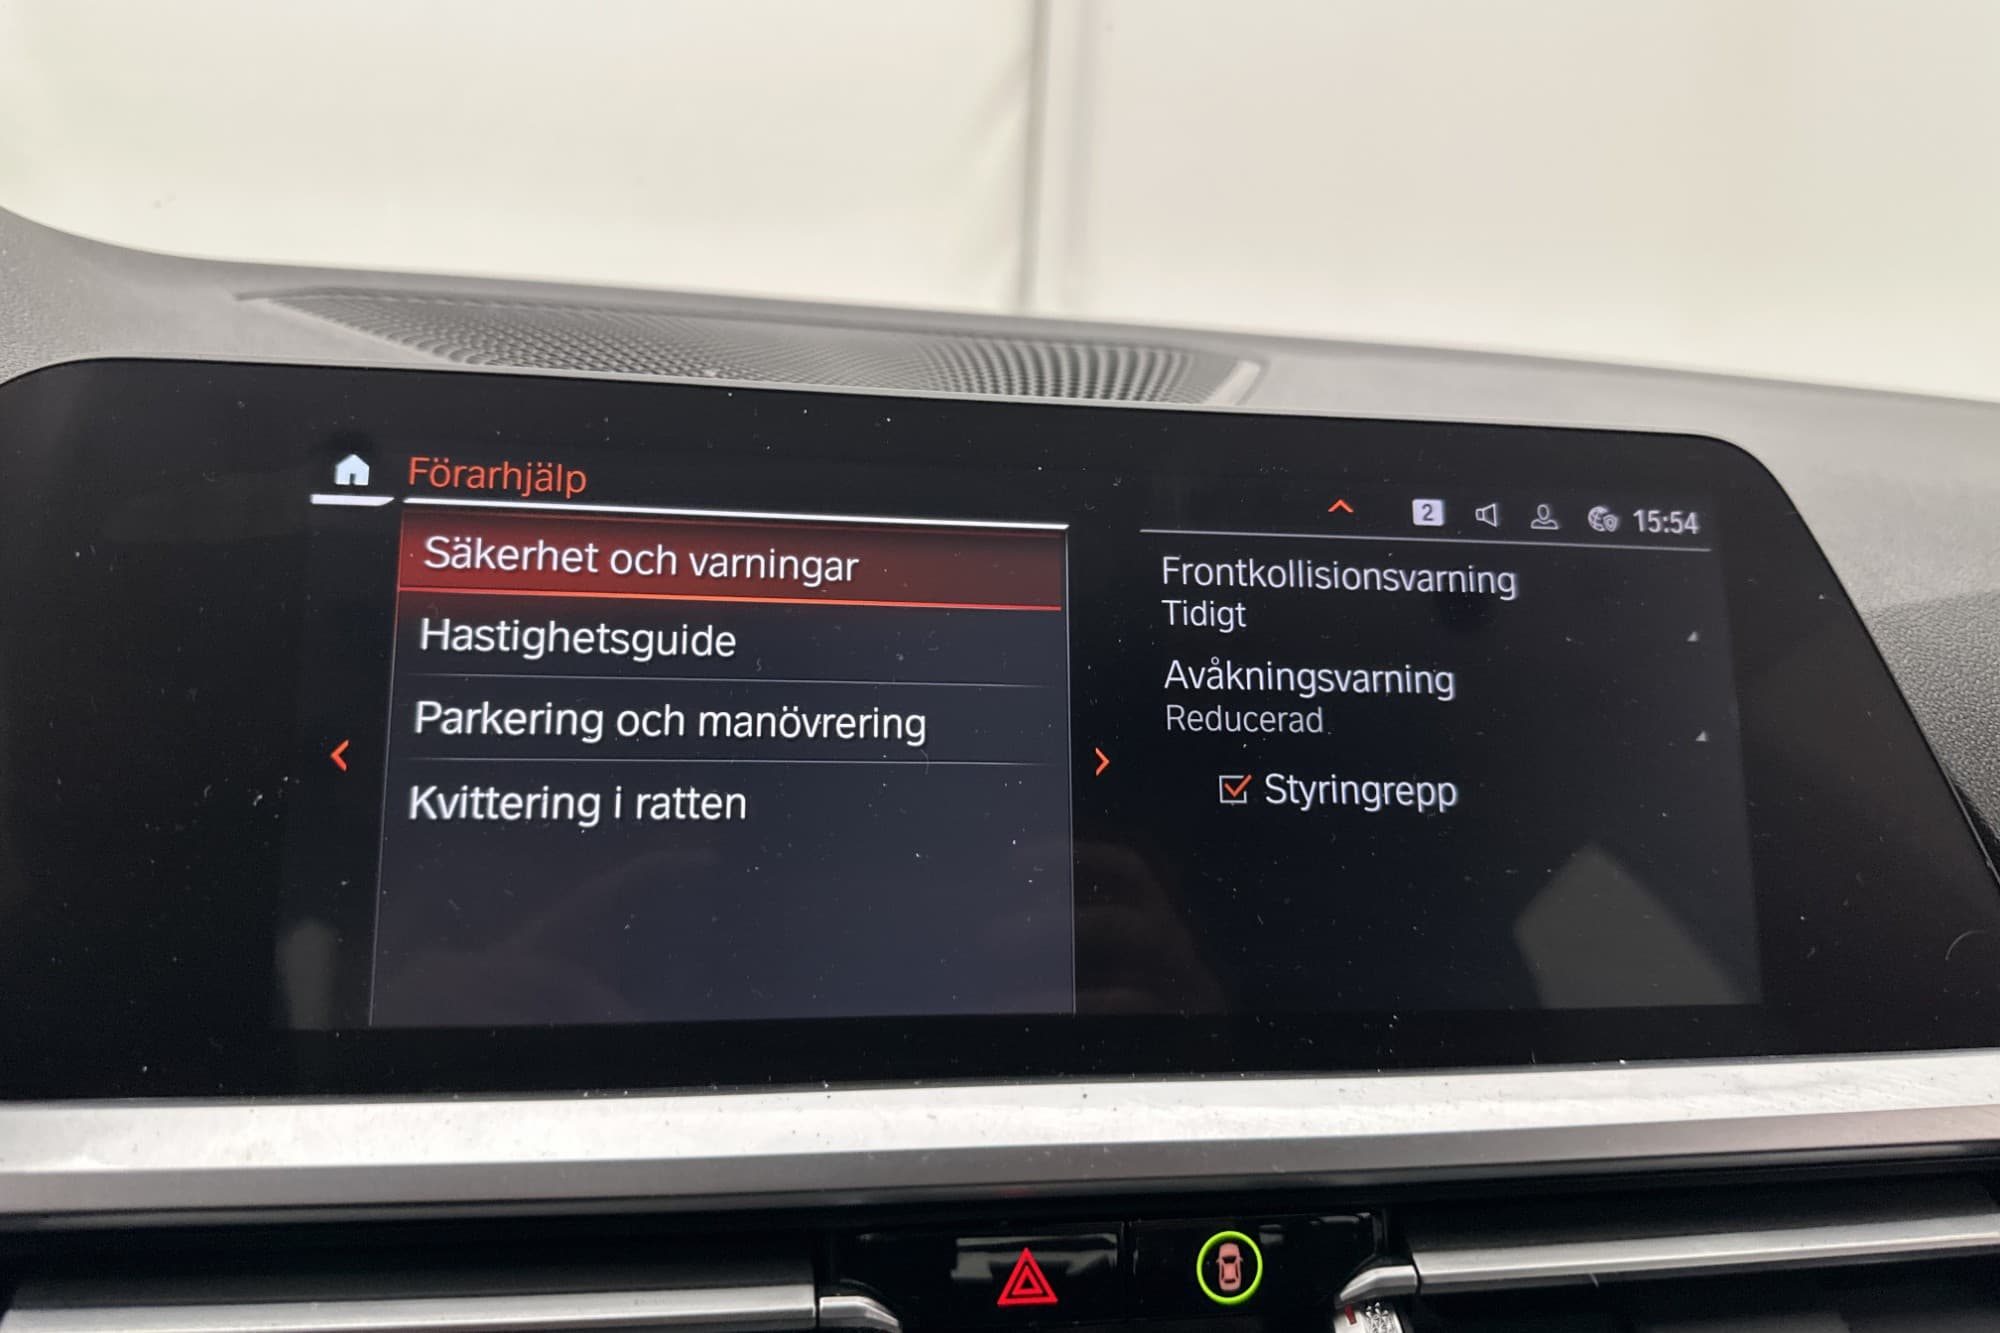 Förarhjälp
2 15:54
Säkerhet och varningar
Hastighetsguide
Parkering och manövrering
Kvittering i ratten
Frontkollisionsvarning
Tidigt
Avåkningsvarning
Reducerad
Styringrepp